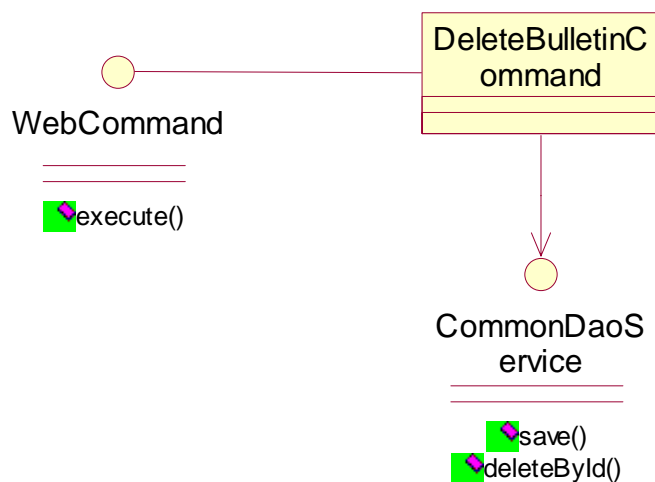 DeleteBulletinC
ommand
WebCommand
execute()
CommonDaoS
ervice
save()
deleteById()